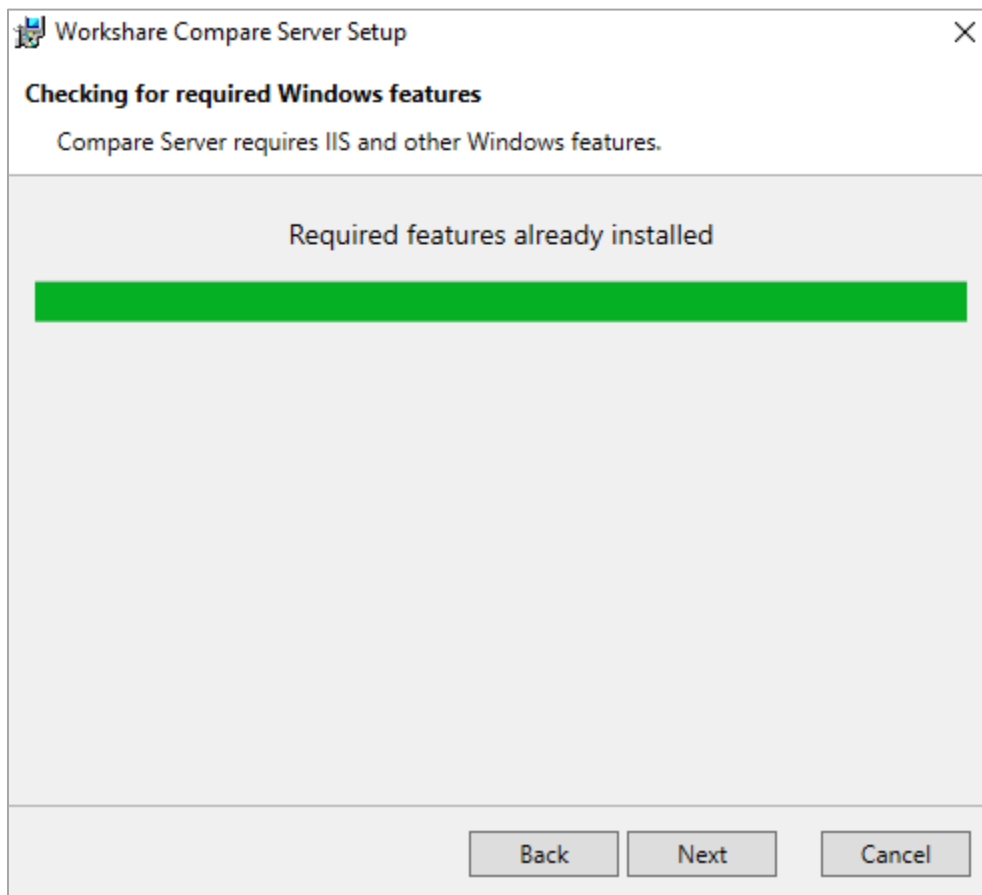 Workshare Compare Server Setup
Checking for required Windows features
Compare Server requires IIS and other Windows features.
Required features already installed
Back
Next
Cancel